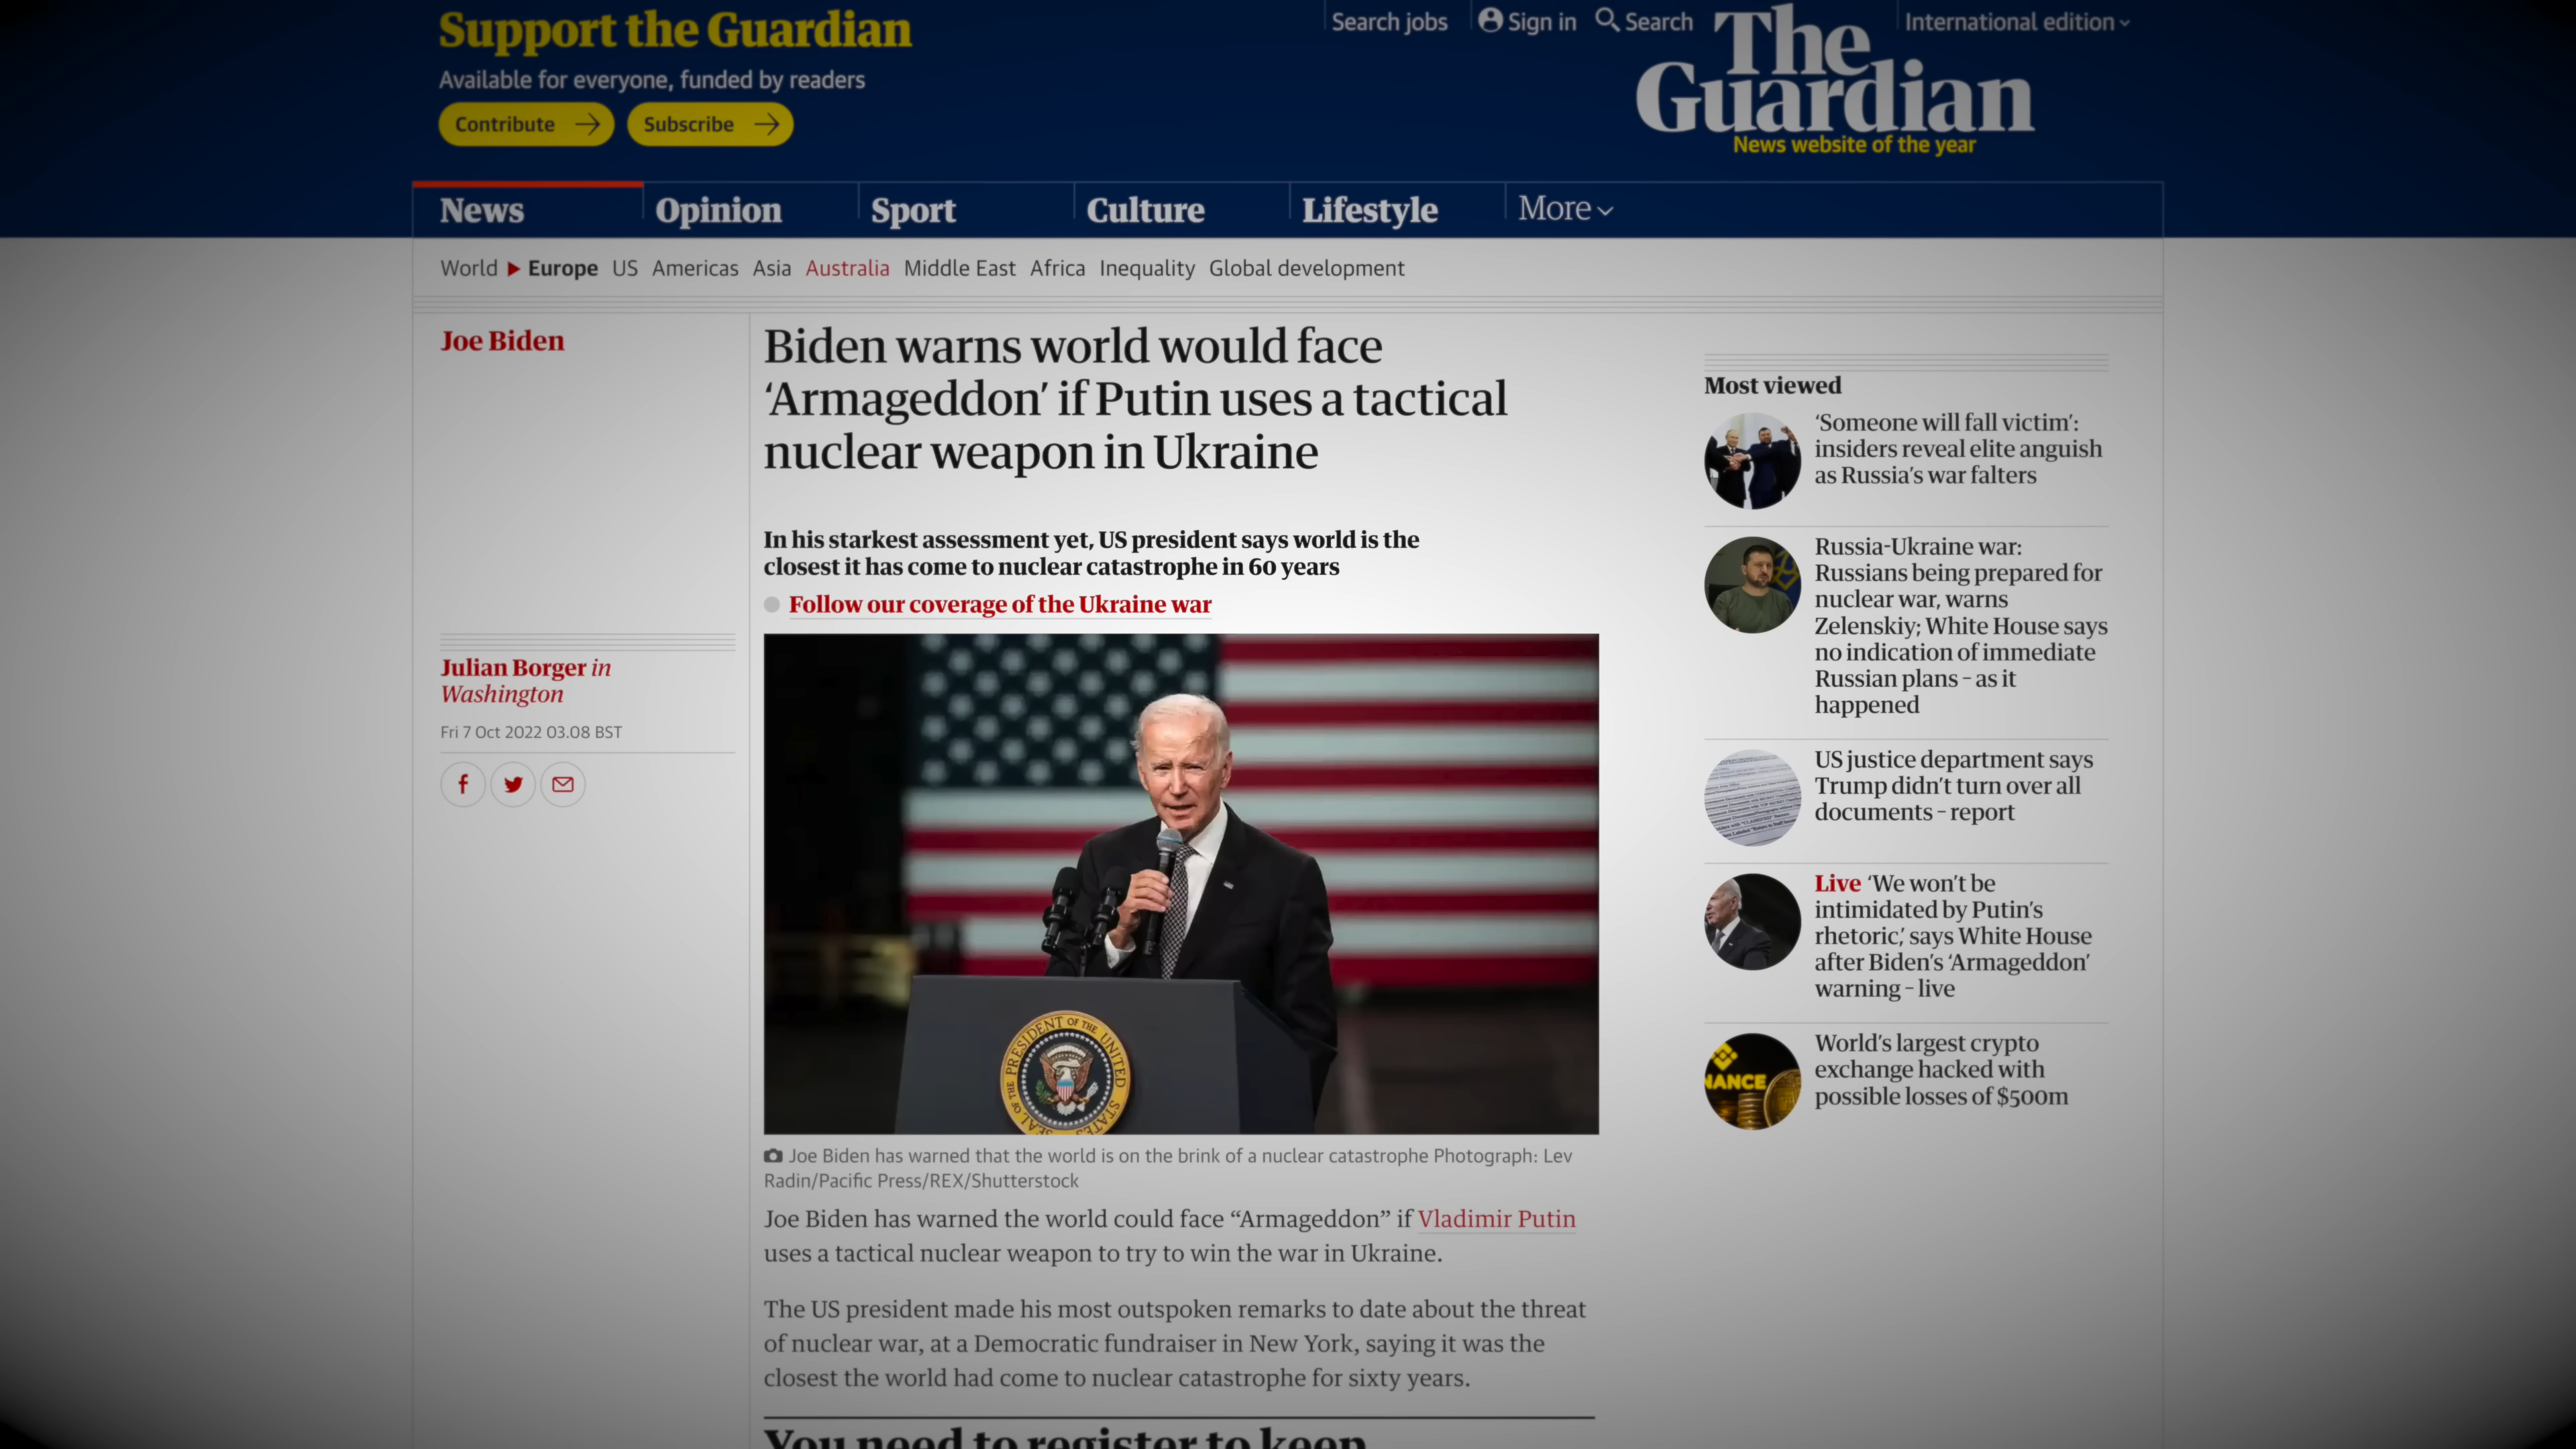 Support the Guardian
Available for everyone, funded by readers
Contribute
Subscribe
Search jobs
Sign in
Search
International edition
The
Guardian
News website of the year
News
Opinion
Sport
Culture
Lifestyle
More
World
Europe
US
Americas
Asia
Australia
Middle East
Africa
Inequality
Global development
Joe Biden
Biden warns world would face
‘Armageddon’ if Putin uses a tactical
nuclear weapon in Ukraine
In his starkest assessment yet, US president says world is the
closest it has come to nuclear catastrophe in 60 years
Follow our coverage of the Ukraine war
Julian Borger in
Washington
Fri 7 Oct 2022 03.08 BST
SEAL OF THE PRESIDENT OF THE UNITED STATES
Joe Biden has warned that the world is on the brink of a nuclear catastrophe Photograph: Lev
Radin/Pacific Press/REX/Shutterstock
Joe Biden has warned the world could face “Armageddon” if Vladimir Putin
uses a tactical nuclear weapon to try to win the war in Ukraine.
The US president made his most outspoken remarks to date about the threat
of nuclear war, at a Democratic fundraiser in New York, saying it was the
closest the world had come to nuclear catastrophe for sixty years.
You need to register to keep
Most viewed
‘Someone will fall victim’:
insiders reveal elite anguish
as Russia’s war falters
Russia-Ukraine war:
Russians being prepared for
nuclear war, warns
Zelenskiy; White House says
no indication of immediate
Russian plans – as it
happened
US justice department says
Trump didn’t turn over all
documents – report
Live ‘We won’t be
intimidated by Putin’s
rhetoric,’ says White House
after Biden’s ‘Armageddon’
warning – live
NANCE
World’s largest crypto
exchange hacked with
possible losses of $500m